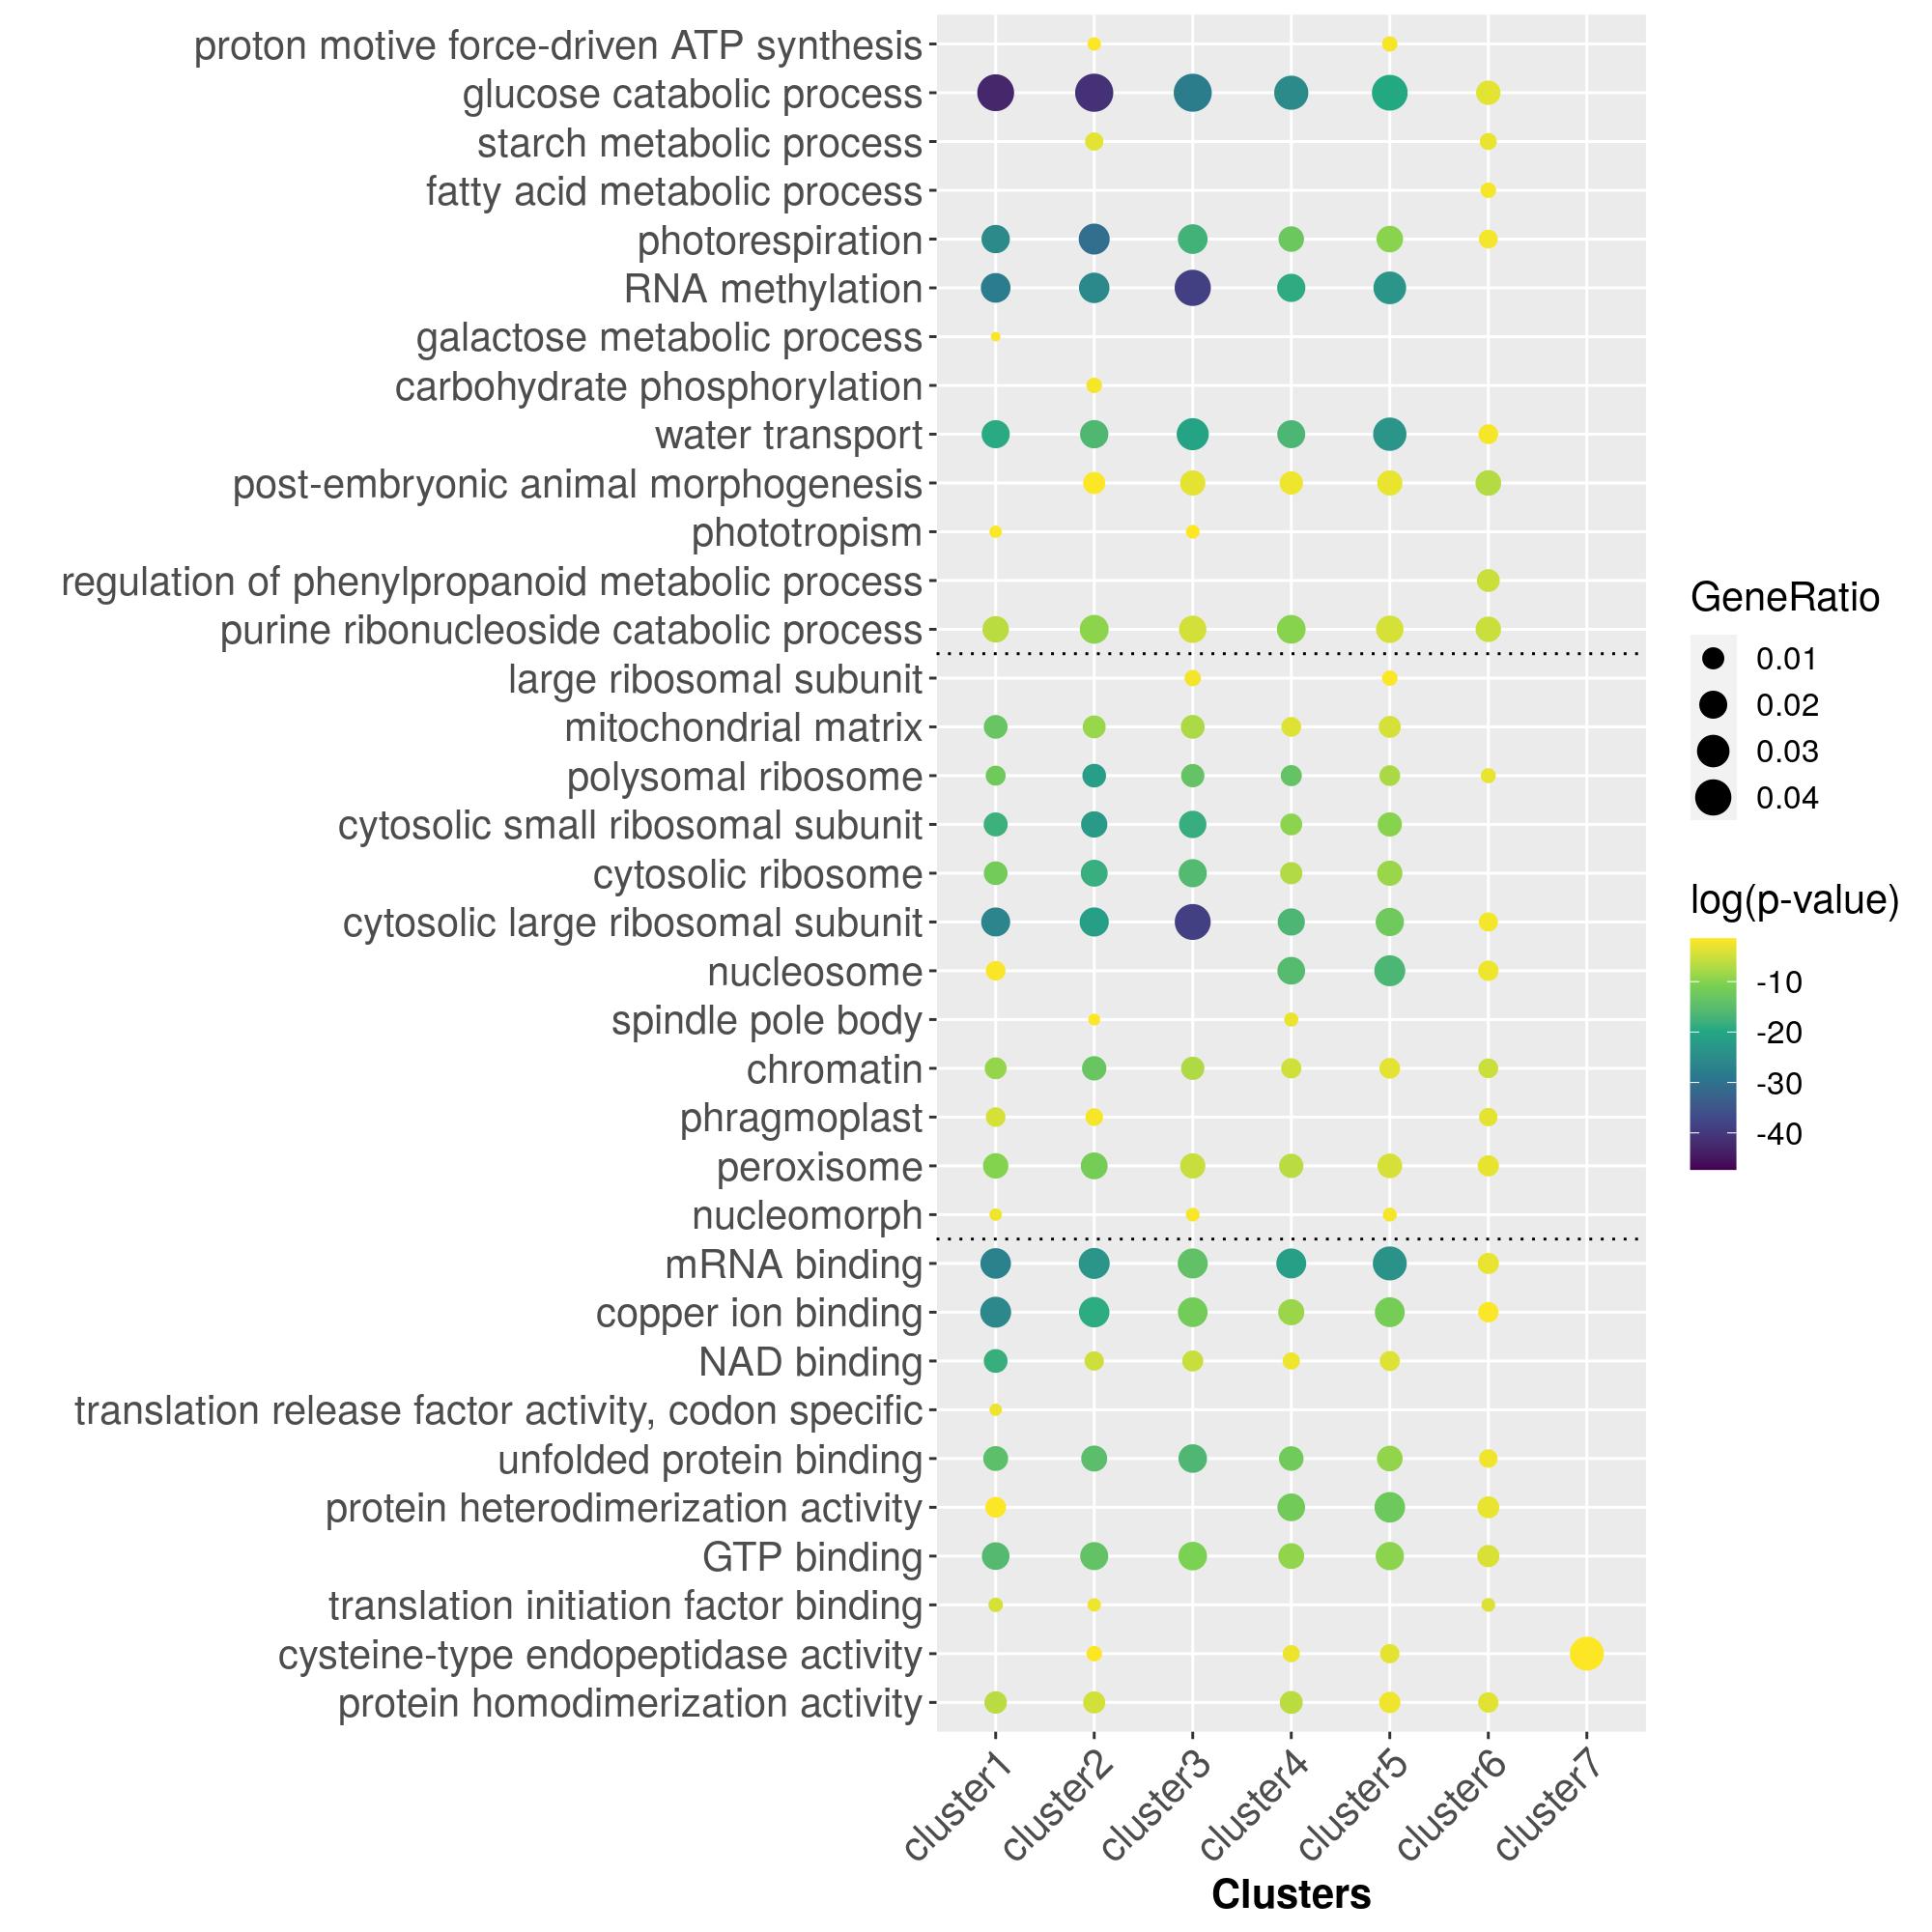 proton motive force-driven ATP synthesis
glucose catabolic process
starch metabolic process
fatty acid metabolic process
photorespiration
RNA methylation
galactose metabolic process
carbohydrate phosphorylation
water transport
post-embryonic animal morphogenesis
phototropism
regulation of phenylpropanoid metabolic process
purine ribonucleoside catabolic process
large ribosomal subunit
mitochondrial matrix
polysomal ribosome
cytosolic small ribosomal subunit
cytosolic ribosome
cytosolic large ribosomal subunit
nucleosome
spindle pole body
chromatin
phragmoplast
peroxisome
nucleomorph
mRNA binding
copper ion binding
NAD binding
translation release factor activity, codon specific
unfolded protein binding
protein heterodimerization activity
GTP binding
translation initiation factor binding
cysteine-type endopeptidase activity
protein homodimerization activity
cluster1
cluster2
cluster3
cluster4
cluster5
cluster6
cluster7
Clusters
GeneRatio
0.01
0.02
0.03
0.04
log(p-value)
-10
-20
-30
-40